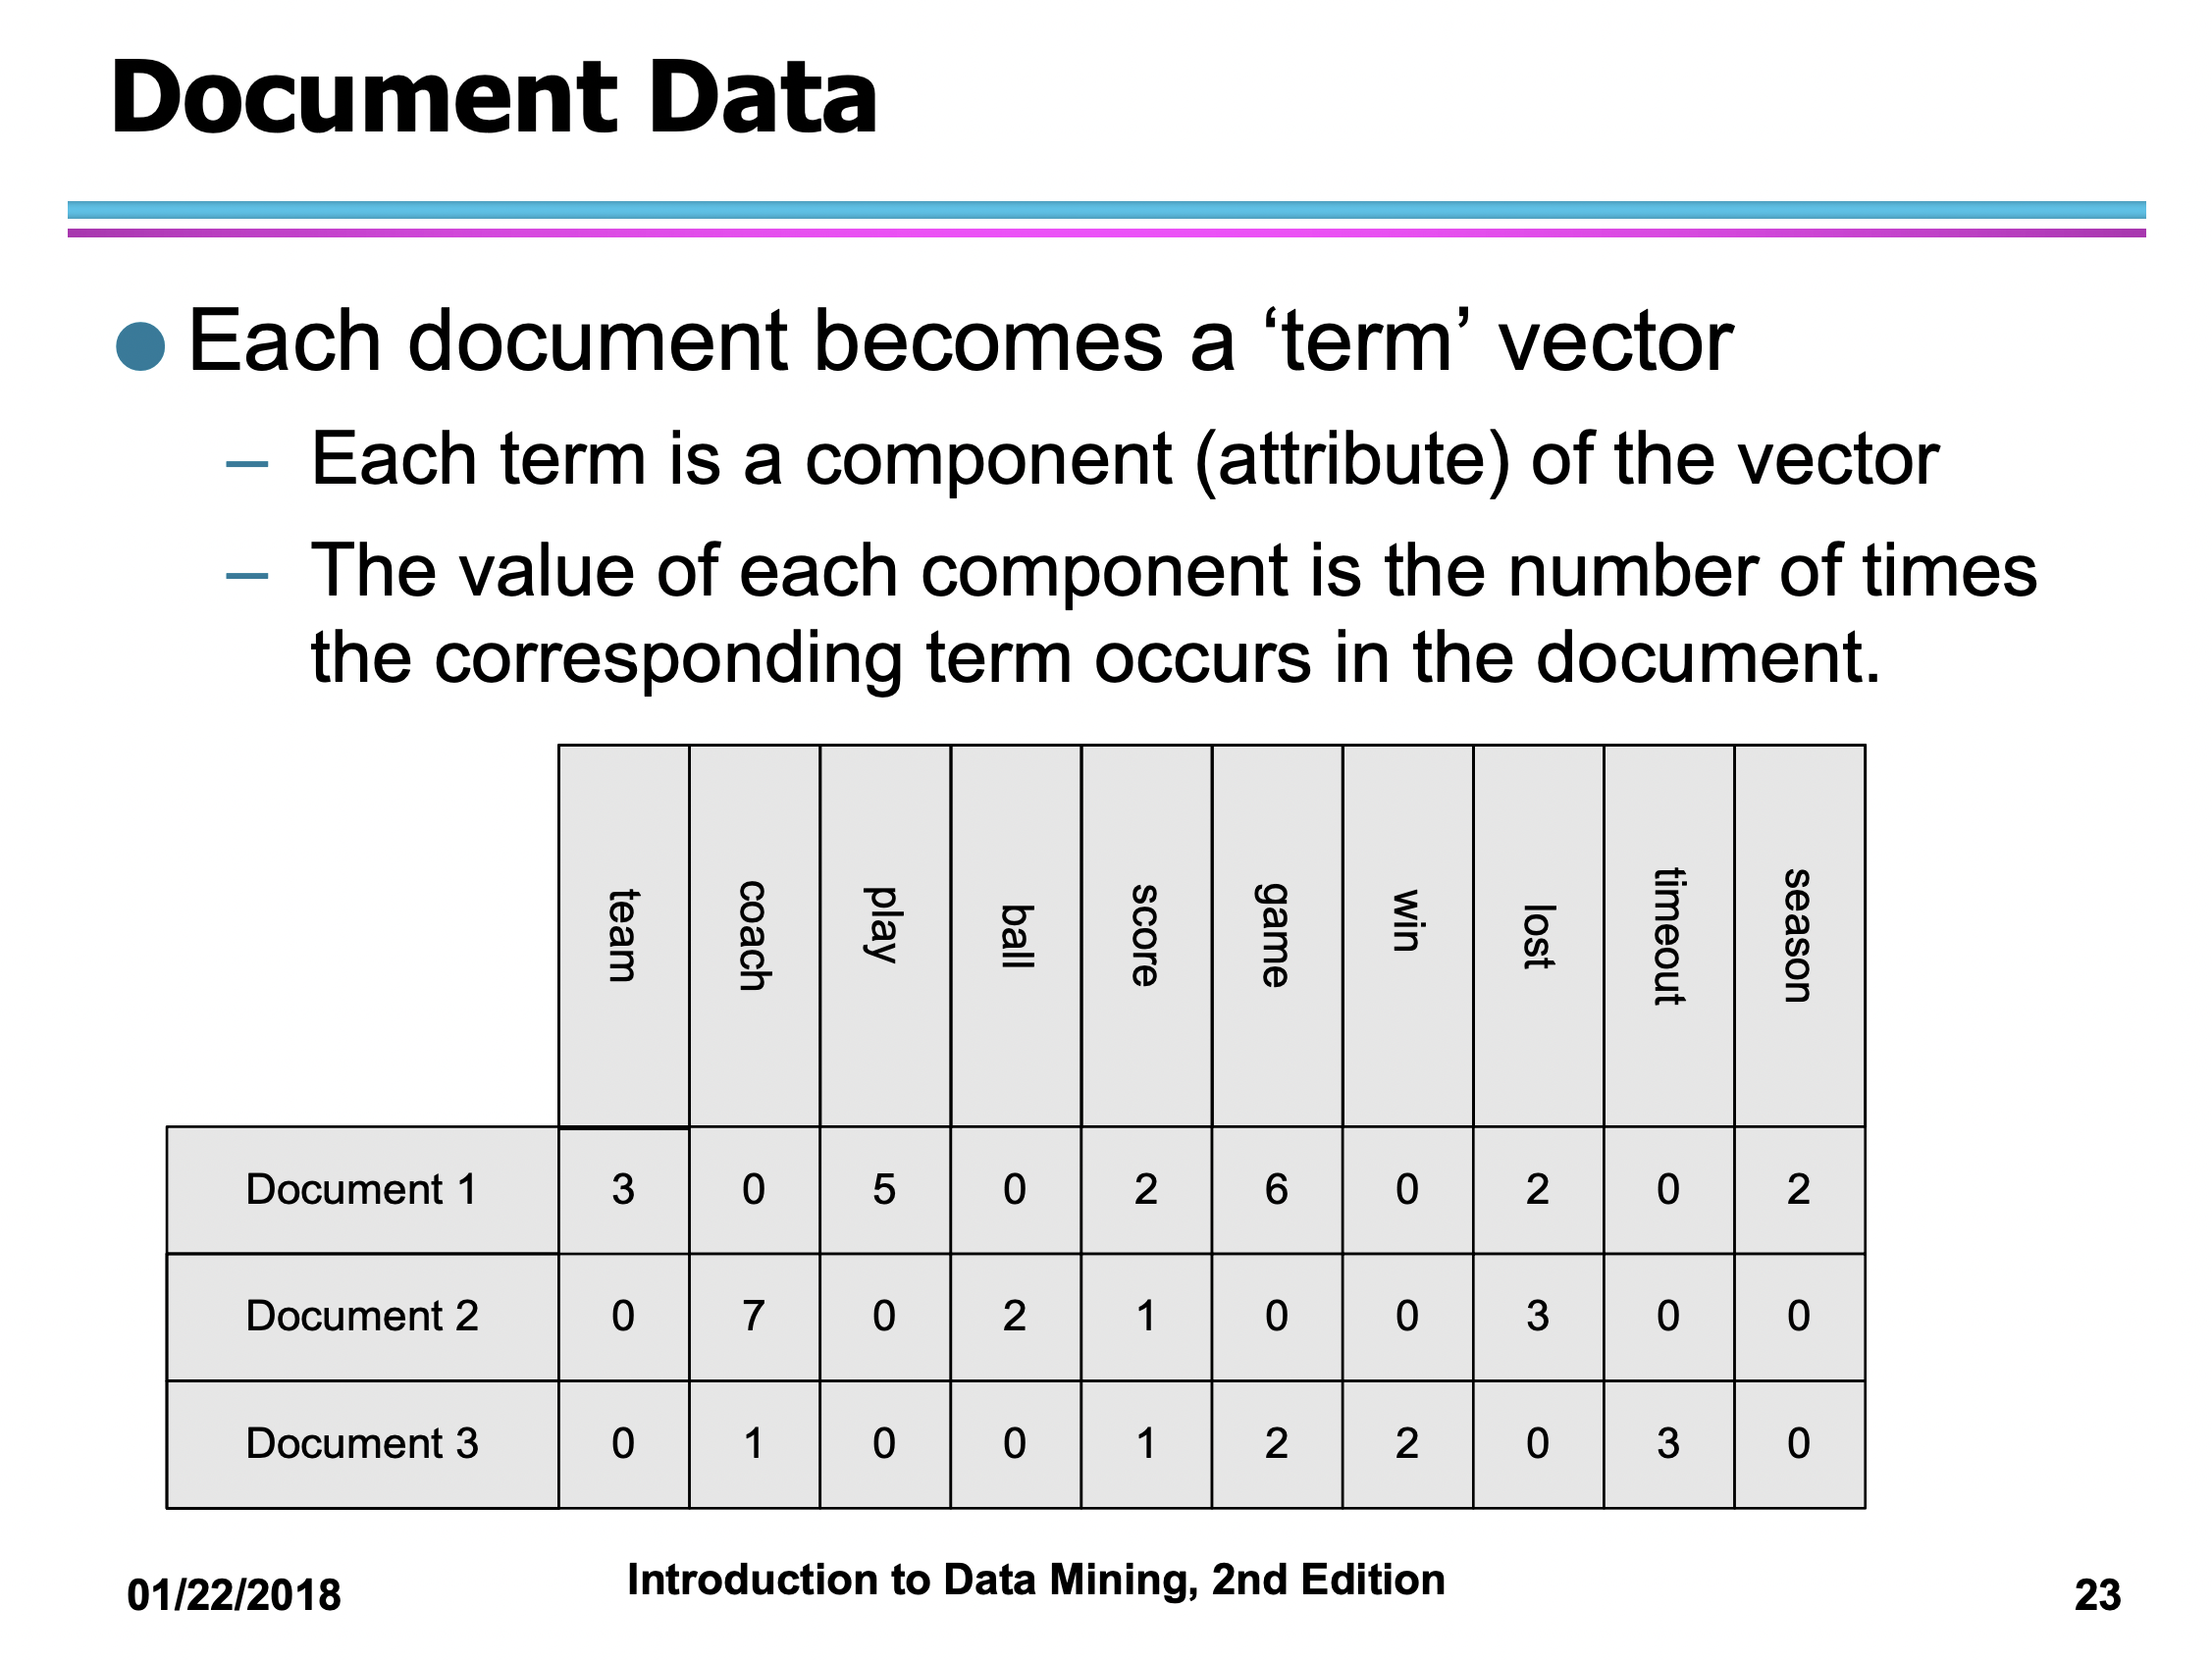 Document Data
Each document becomes a ‘term’ vector
– Each term is a component (attribute) of the vector
– The value of each component is the number of times
the corresponding term occurs in the document.
team coach play ball score game win lost timeout season
Document 1 3 0 5 0 2 6 0 2 0 2
Document 2 0 7 0 2 1 0 0 3 0 0
Document 3 0 1 0 0 1 2 2 0 3 0
01/22/2018 Introduction to Data Mining, 2nd Edition 23